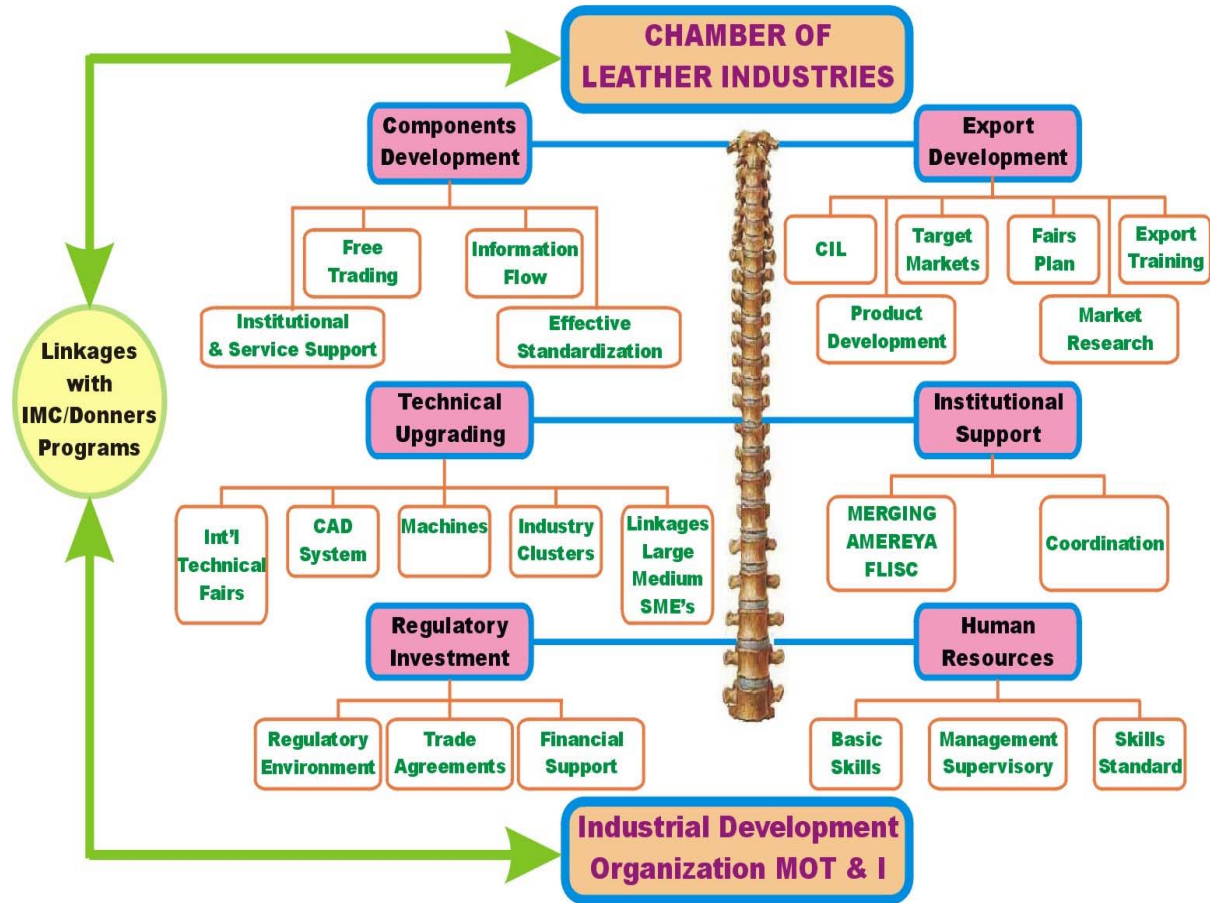 CHAMBER OF
LEATHER INDUSTRIES
Components
Development
Export
Development
Free
Trading
Information
Flow
Institutional
& Service Support
Effective
Standardization
CIL
Target
Markets
Fairs
Plan
Export
Training
Product
Development
Market
Research
Linkages
with
IMC/Donners
Programs
Technical
Upgrading
Institutional
Support
Int'l
Technical
Fairs
CAD
System
Machines
Industry
Clusters
Linkages
Large
Medium
SME's
MERGING
AMEREYA
FLISC
Coordination
Regulatory
Investment
Human
Resources
Regulatory
Environment
Trade
Agreements
Financial
Support
Basic
Skills
Management
Supervisory
Skills
Standard
Industrial Development
Organization MOT & I